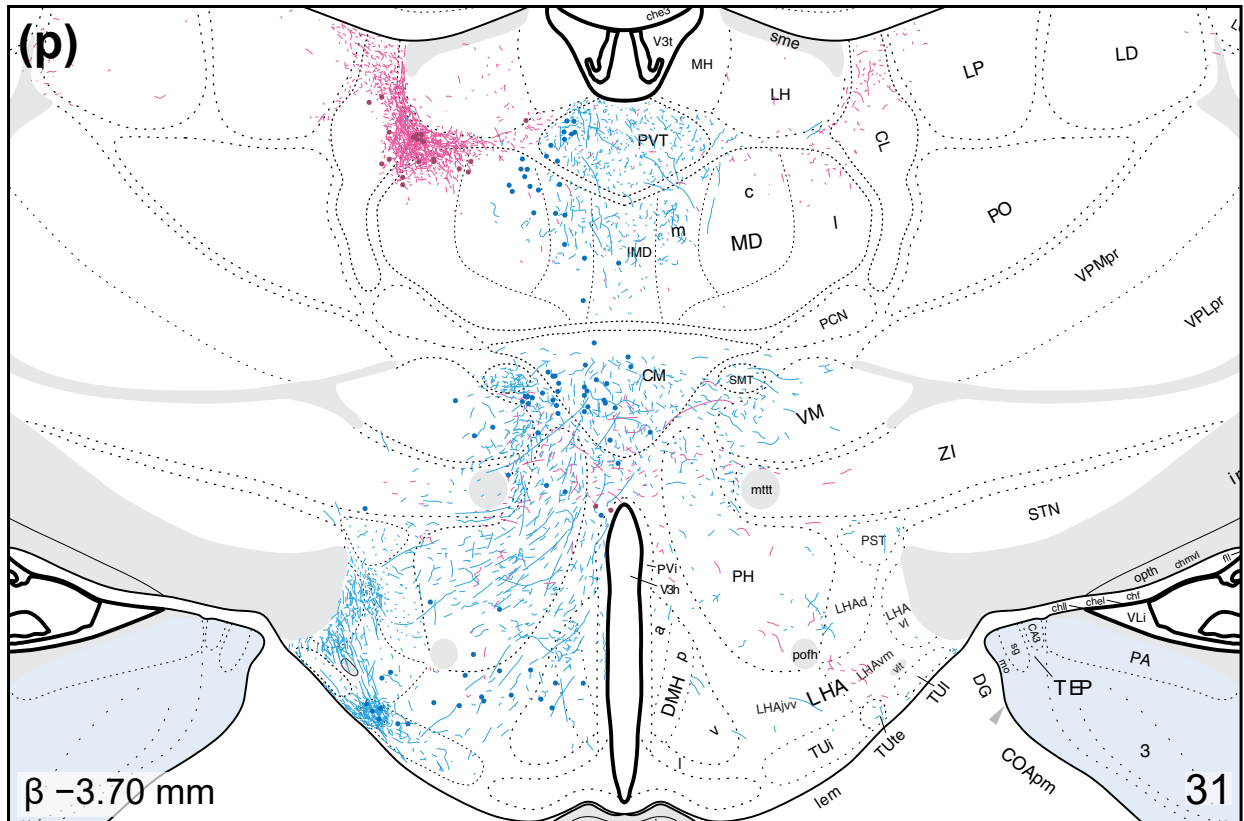 (p)
che3
V3t
sme
MH
LP
LD
LH
CL
PVT
c
PO
m
l
MD
IMD
VPMpr
VPLpr
PCN
CM
SMT
VM
ZI
mttt
STN
PST
opth
chmvl
fli
PVi
V3h
PH
LHAd
LHA
vl
chll
chel
chf
VLi
CA3
sg
mo
a
p
pofh
LHAvm
vlt
PA
TEP
DMH
LHA
LHAjvv
TUl
DG
v
TUi
TUte
3
COApm
l
lem
β −3.70 mm
31